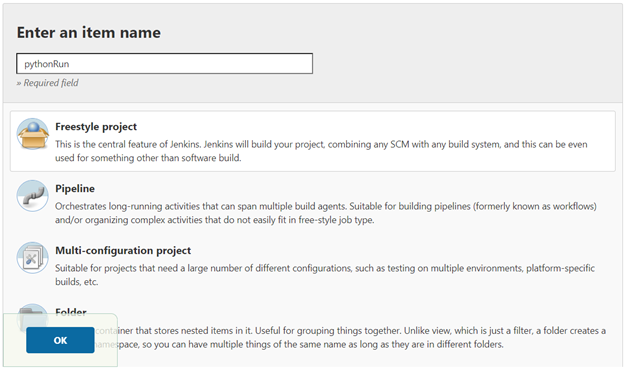 Enter an item name
pythonRun
» Required field
Freestyle project
This is the central feature of Jenkins. Jenkins will build your project, combining any SCM with any build system, and this can be even
used for something other than software build.
Pipeline
Orchestrates long-running activities that can span multiple build agents. Suitable for building pipelines (formerly known as workflows)
and/or organizing complex activities that do not easily fit in free-style job type.
Multi-configuration project
Suitable for projects that need a large number of different configurations, such as testing on multiple environments, platform-specific
builds, etc.
Folder
container that stores nested items in it. Useful for grouping things together. Unlike view, which is just a filter, a folder creates a
namespace, so you can have multiple things of the same name as long as they are in different folders.
OK